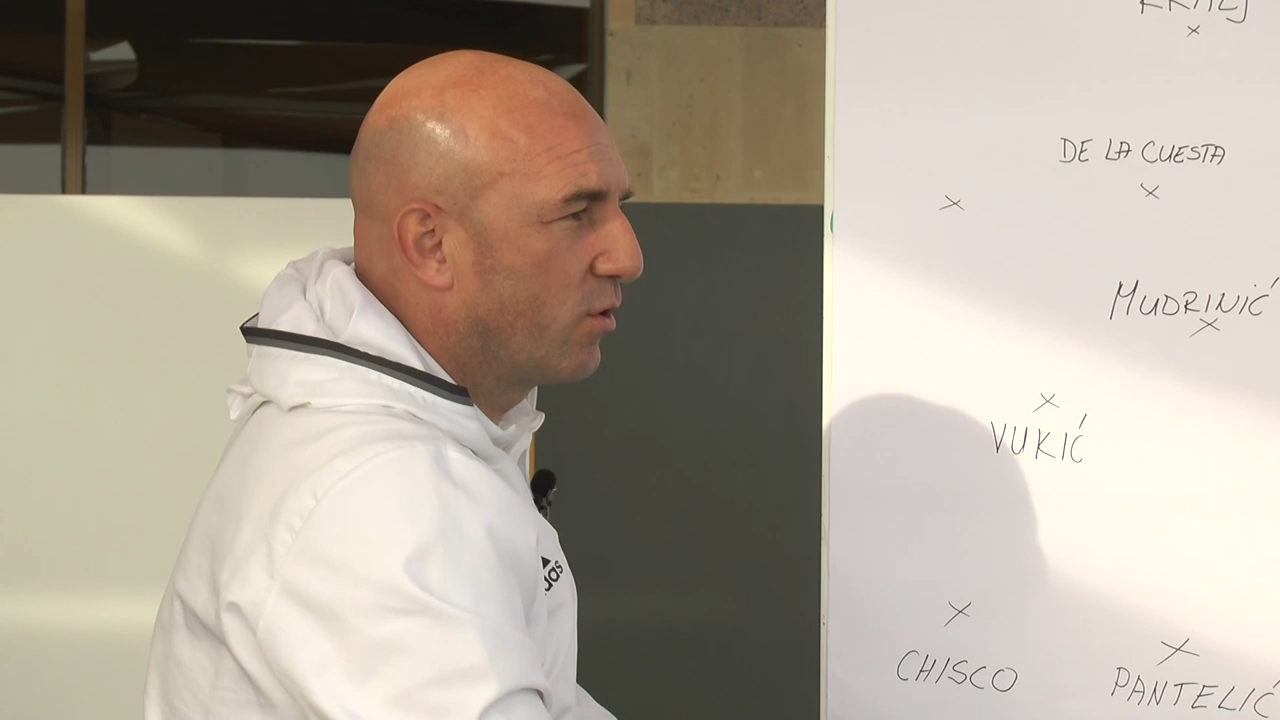 DE LA CUESTA
MUDRINIĆ
VUKIĆ
CHISCO
PANTELIĆ